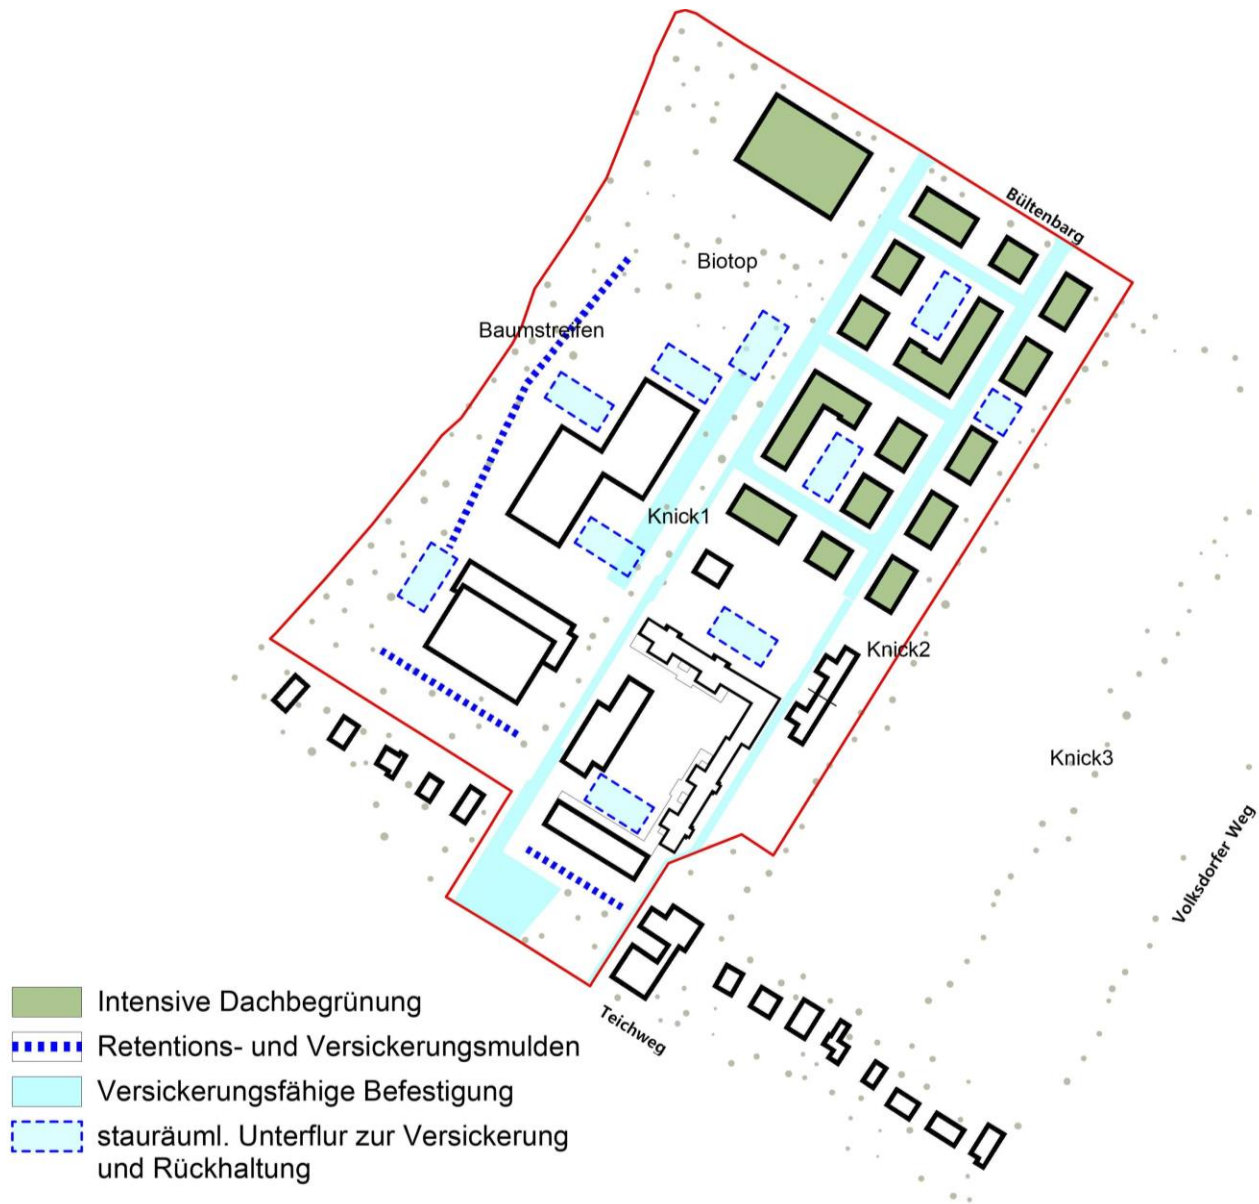 Bültenbarg
Biotop
Baumstreifen
Knick1
Knick2
Knick3
Volksdorfer Weg
Teichweg
Intensive Dachbegrünung
Retentions- und Versickerungsmulden
Versickerungsfähige Befestigung
stauräuml. Unterflur zur Versickerung
und Rückhaltung